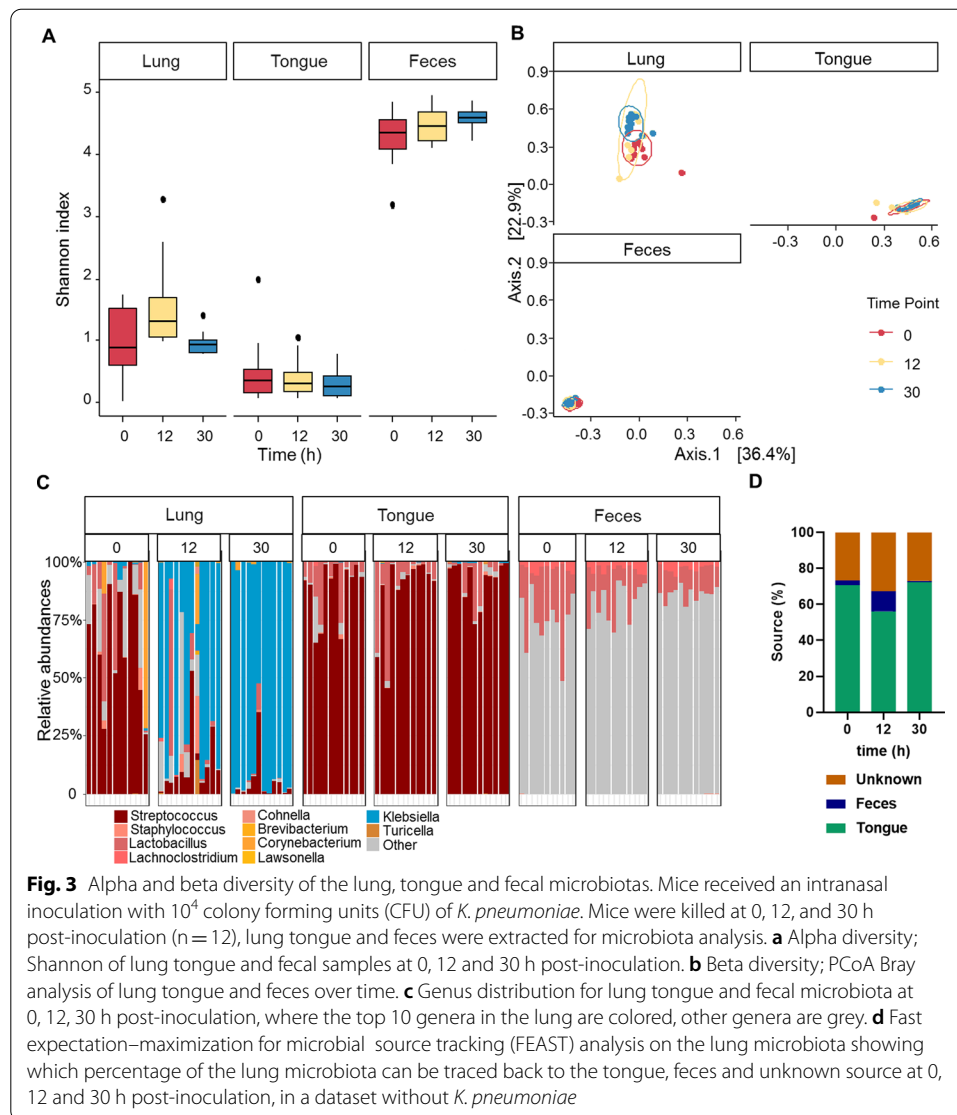 A
Lung
Tongue
Feces
Shannon index
5
4
3
2
1
0
0 12 30 0 12 30 0 12 30
Time (h)
B
Lung
Tongue
0.9
0.6
0.3
0.0
-0.3
-0.3 0.0 0.3 0.6
Feces
0.9
0.6
0.3
0.0
-0.3
-0.3 0.0 0.3 0.6
Axis.2 [22.9%]
Axis.1 [36.4%]
Time Point
0
12
30
C
Lung
Tongue
Feces
0 12 30 0 12 30 0 12 30
Relative abundances
100%
75%
50%
25%
0
Streptococcus
Staphylococcus
Lactobacillus
Lachnoclostridium
Cohnella
Brevibacterium
Corynebacterium
Lawsonella
Klebsiella
Turicella
Other
D
Source (%)
100
80
60
40
20
0
0 12 30
time (h)
Unknown
Feces
Tongue
Fig. 3 Alpha and beta diversity of the lung, tongue and fecal microbiotas. Mice received an intranasal
inoculation with 10⁴ colony forming units (CFU) of K. pneumoniae. Mice were killed at 0, 12, and 30 h
post-inoculation (n = 12), lung tongue and feces were extracted for microbiota analysis. a Alpha diversity;
Shannon of lung tongue and fecal samples at 0, 12 and 30 h post-inoculation. b Beta diversity; PCoA Bray
analysis of lung tongue and feces over time. c Genus distribution for lung tongue and fecal microbiota at
0, 12, 30 h post-inoculation, where the top 10 genera in the lung are colored, other genera are grey. d Fast
expectation–maximization for microbial source tracking (FEAST) analysis on the lung microbiota showing
which percentage of the lung microbiota can be traced back to the tongue, feces and unknown source at 0,
12 and 30 h post-inoculation, in a dataset without K. pneumoniae